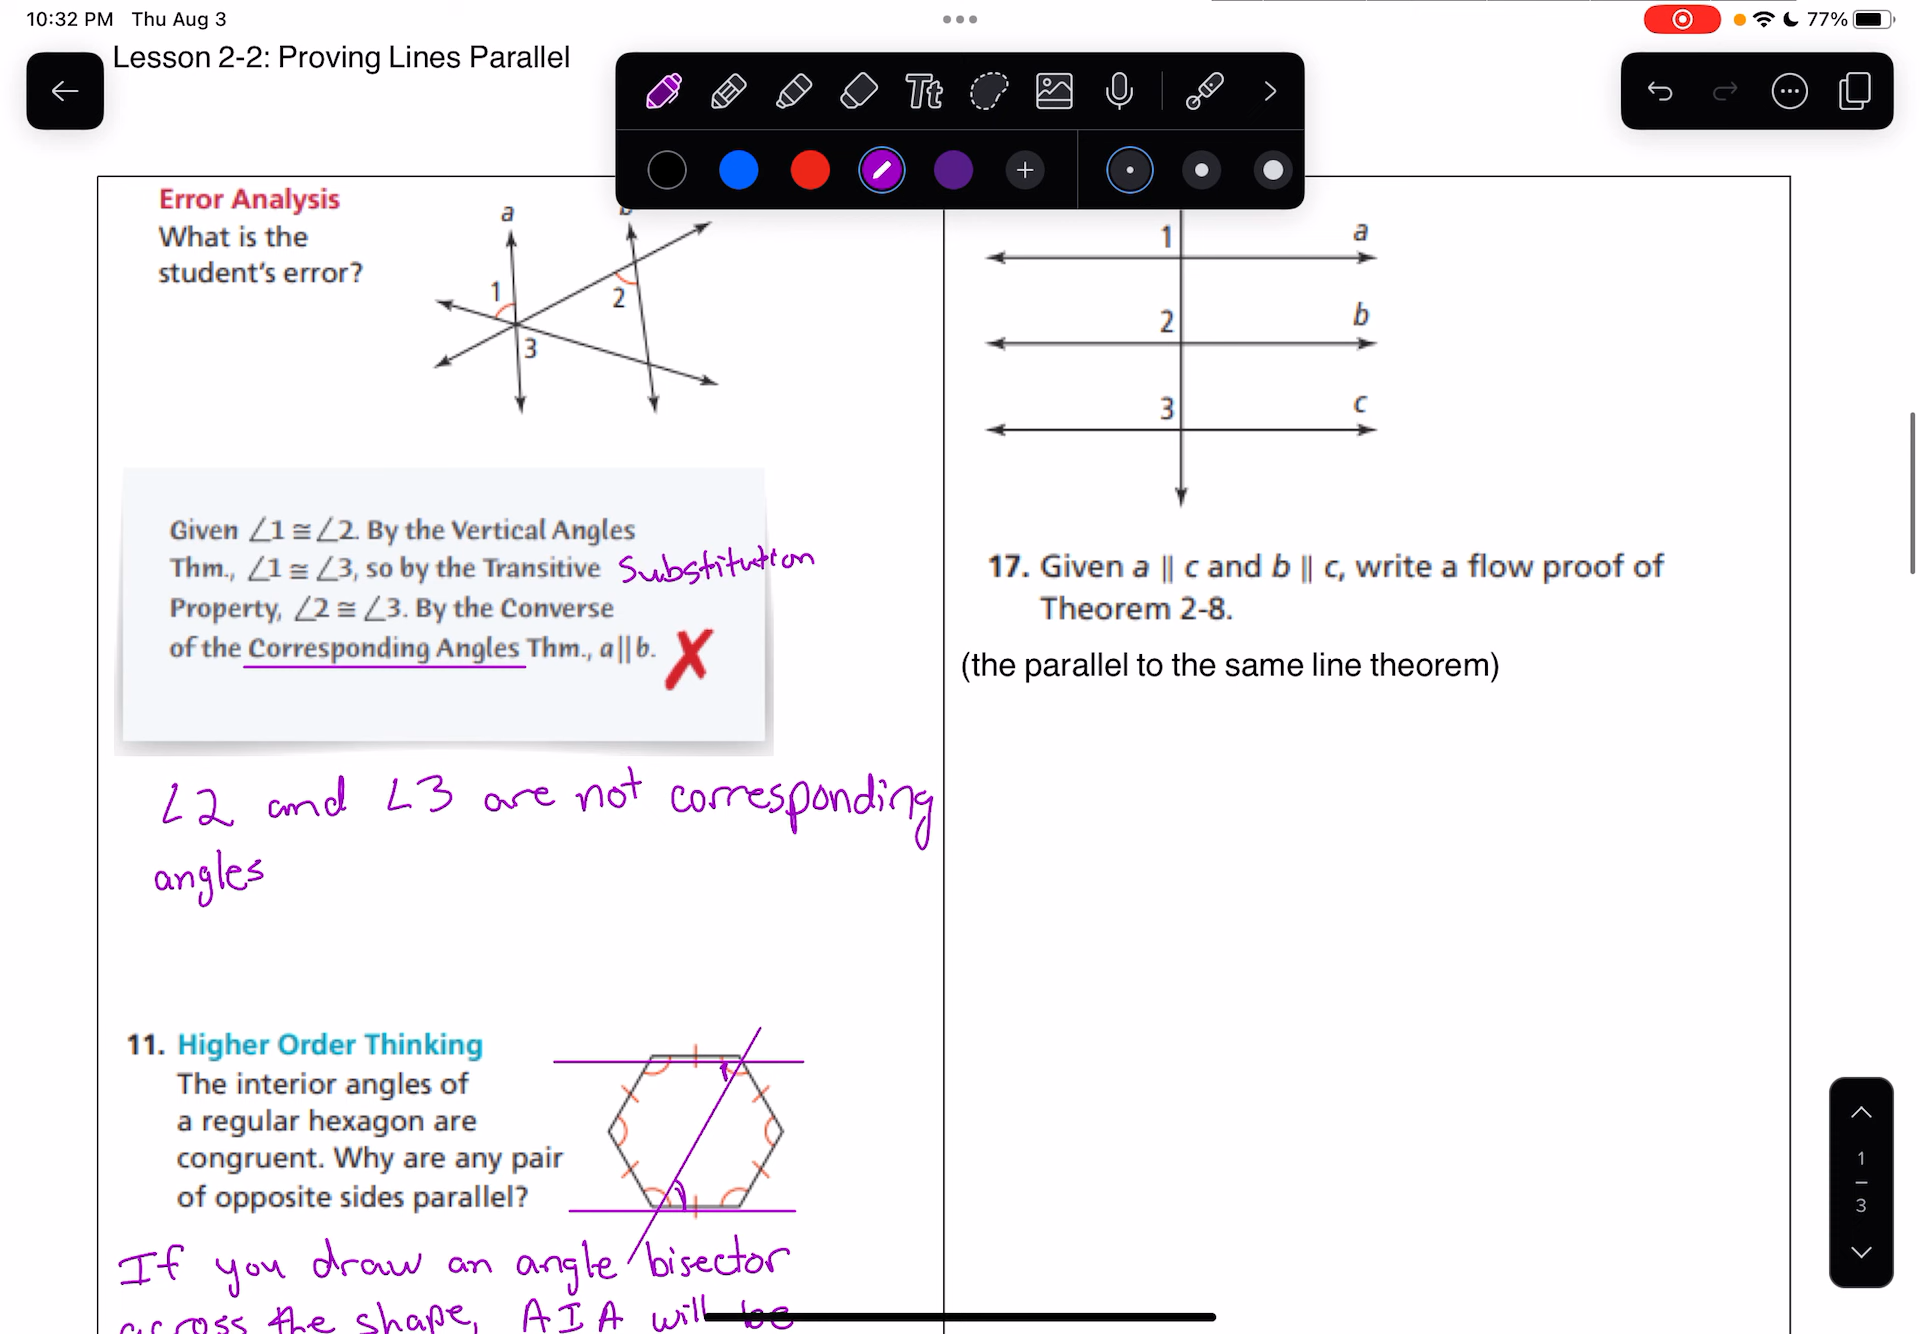 10:32 PM Thu Aug 3
77%
Lesson 2-2: Proving Lines Parallel
Tt
Error Analysis
What is the
student's error?
a
1
2
3
Given ∠1 ≅ ∠2. By the Vertical Angles
Thm., ∠1 ≅ ∠3, so by the Transitive Substitution
Property, ∠2 ≅ ∠3. By the Converse
of the Corresponding Angles Thm., a || b.
∠2 and ∠3 are not corresponding
angles
11. Higher Order Thinking
The interior angles of
a regular hexagon are
congruent. Why are any pair
of opposite sides parallel?
If you draw an angle bisector
across the shape, AIA will be
1 a
2 b
3 c
17. Given a || c and b || c, write a flow proof of
Theorem 2-8.
(the parallel to the same line theorem)
1
3